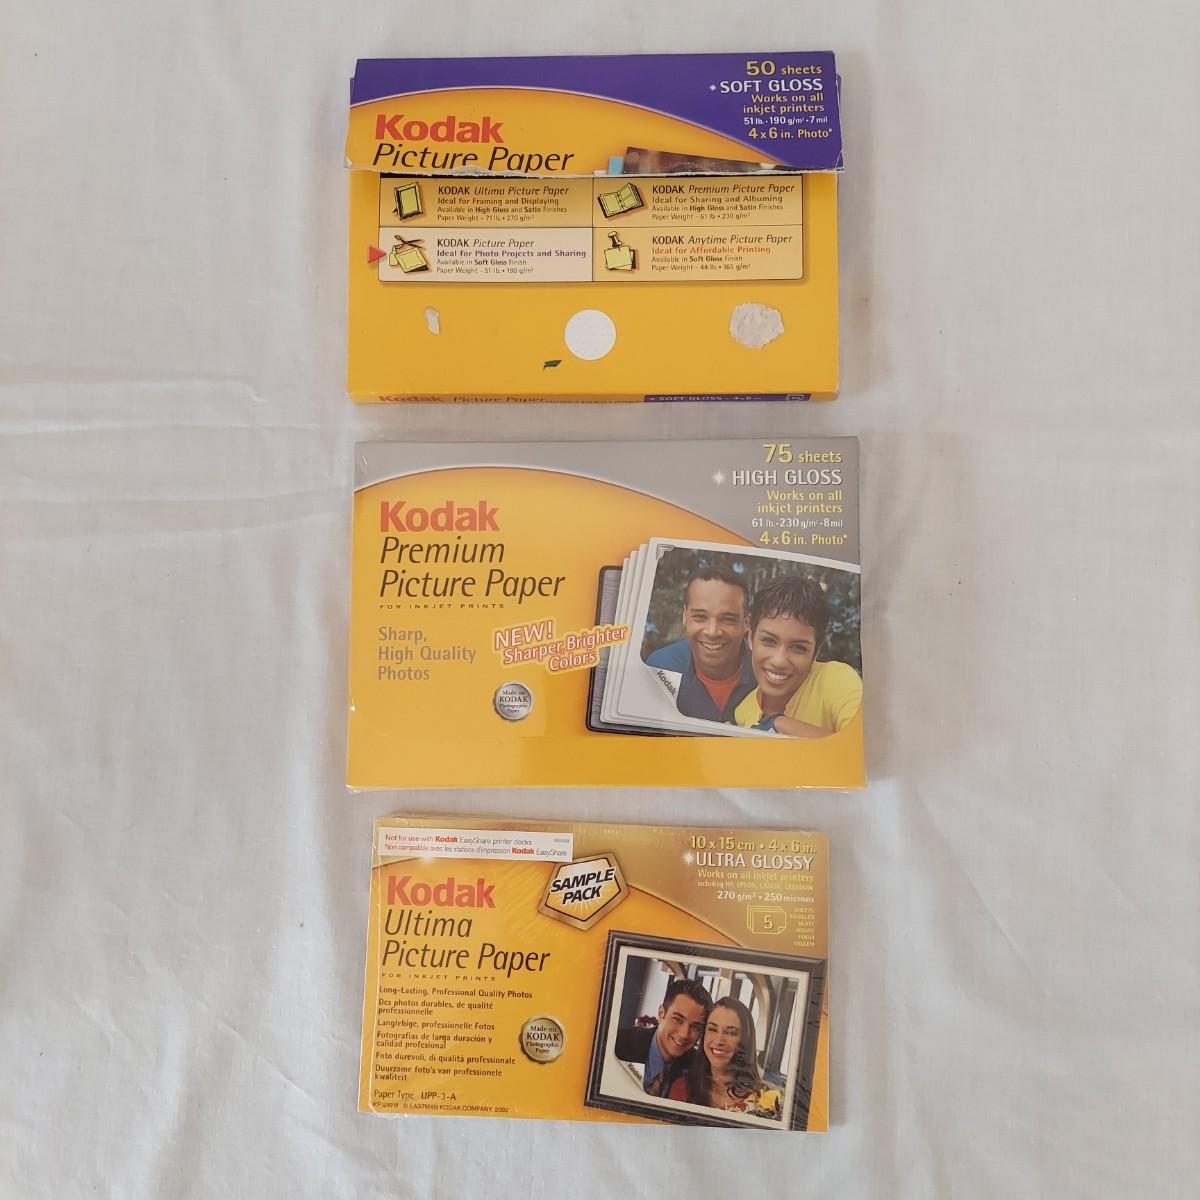 50 sheets
SOFT GLOSS
Works on all
inkjet printers
51 lb.·190 g/m²·7 mil
4 x 6 in. Photo*
Kodak
Picture Paper
KODAK Ultima Picture Paper
Ideal for Framing and Displaying
Available in High Gloss and Satin Finishes
Paper Weight - 71 lb. • 270 g/m²
KODAK Premium Picture Paper
Ideal for Sharing and Albuming
Available in High Gloss and Satin Finishes
Paper Weight - 61 lb. • 230 g/m²
KODAK Picture Paper
Ideal for Photo Projects and Sharing
Available in Soft Gloss Finish
Paper Weight - 51 lb. • 190 g/m²
KODAK Anytime Picture Paper
Ideal for Affordable Printing
Available in Soft Gloss Finish
Paper Weight - 44 lb. • 165 g/m²
Kodak Picture Paper
SOFT GLOSS - 4x6 in.
75 sheets
HIGH GLOSS
Works on all
inkjet printers
61 lb.·230 g/m²·8 mil
4 x 6 in. Photo*
Kodak
Premium
Picture Paper
FOR INKJET PRINTS
Sharp,
High Quality
Photos
NEW!
Sharper, Brighter
Colors
Made on
KODAK
Photographic
Paper
Kodak
Not for use with Kodak EasyShare printer docks
Non compatible avec les stations d'impression Kodak EasyShare
10 x 15 cm • 4 x 6 in.
ULTRA GLOSSY
Works on all inkjet printers
including HP, EPSON, CANON, LEXMARK
270 g/m² • 250 microns
5
SHEETS
FEUILLES
BLATT
HOJAS
FOGLI
VELLEN
SAMPLE
PACK
Kodak
Ultima
Picture Paper
FOR INKJET PRINTS
Long-Lasting, Professional Quality Photos
Des photos durables, de qualité
professionnelle
Langlebige, professionelle Fotos
Fotografías de larga duración y
calidad profesional
Foto durevoli, di qualità professionale
Duurzame foto's van professionele
kwaliteit
Made on
KODAK
Photographic
Paper
Kodak
Paper Type UPP-3-A
© EASTMAN KODAK COMPANY, 2002